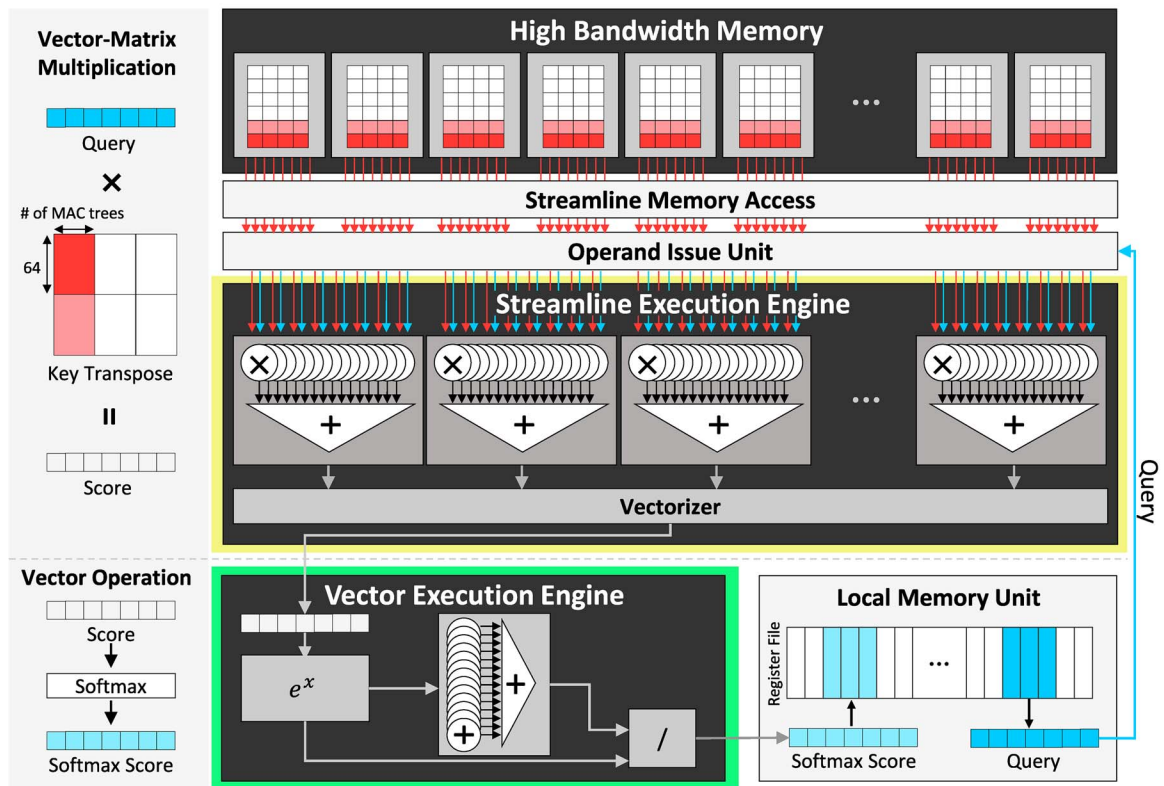 Vector-Matrix
Multiplication
Query
×
# of MAC trees
64
Key Transpose
=
Score
High Bandwidth Memory
...
Streamline Memory Access
Operand Issue Unit
Streamline Execution Engine
× × × ×
...
+ + + +
Vectorizer
Query
Vector Operation
Score
Softmax
Softmax Score
Vector Execution Engine
e^x
+
+
/
Local Memory Unit
Register File
...
Softmax Score
Query